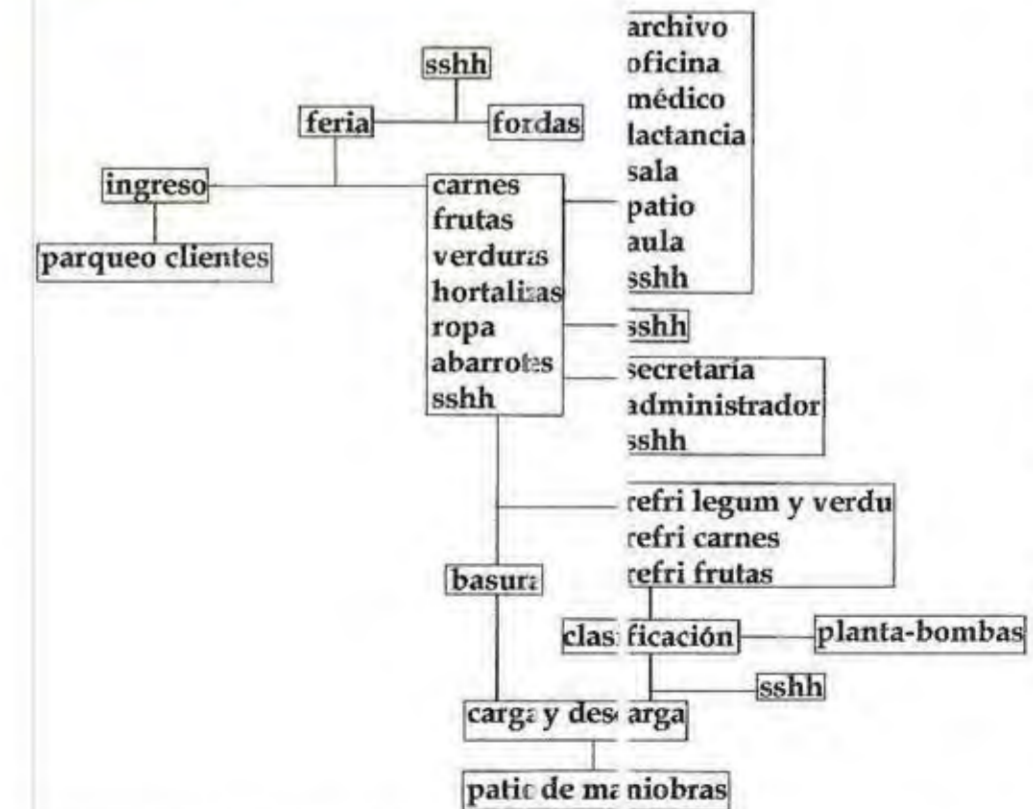 sshh
feria
fondas
ingreso
parqueo clientes
carnes
frutas
verduras
hortalizas
ropa
abarrotes
sshh
archivo
oficina
médico
lactancia
sala
patio
aula
sshh
sshh
secretaría
administrador
sshh
refri legum y verdu
refri carnes
refri frutas
basura
clasificación
planta-bombas
sshh
carga y descarga
patio de maniobras